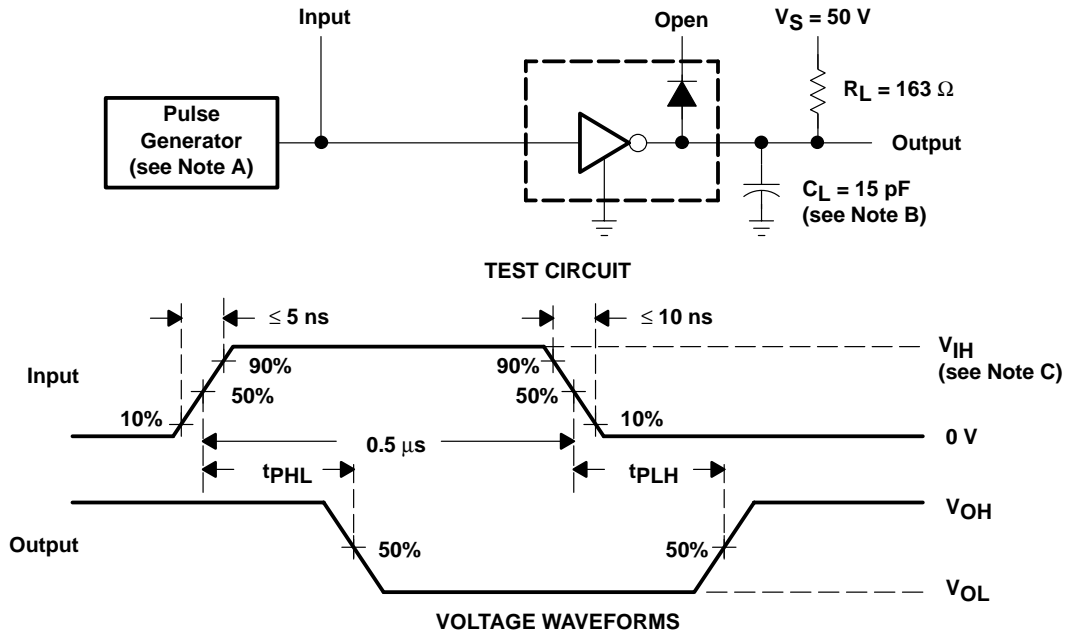 Input
Open
VS = 50 V
RL = 163 Ω
Pulse
Generator
(see Note A)
Output
CL = 15 pF
(see Note B)
TEST CIRCUIT
≤ 5 ns
≤ 10 ns
Input
90%
90%
VIH
(see Note C)
50%
50%
10%
10%
0.5 μs
0 V
tPHL
tPLH
VOH
Output
50%
50%
VOL
VOLTAGE WAVEFORMS